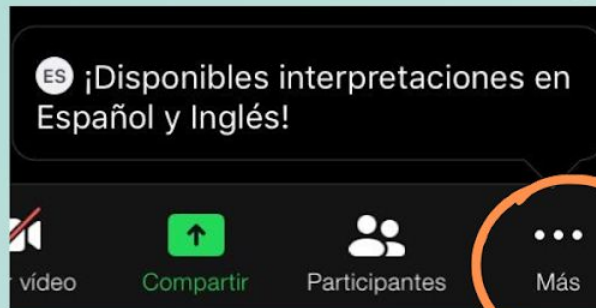 ES ¡Disponibles interpretaciones en
Español y Inglés!
vídeo
Compartir
Participantes
Más